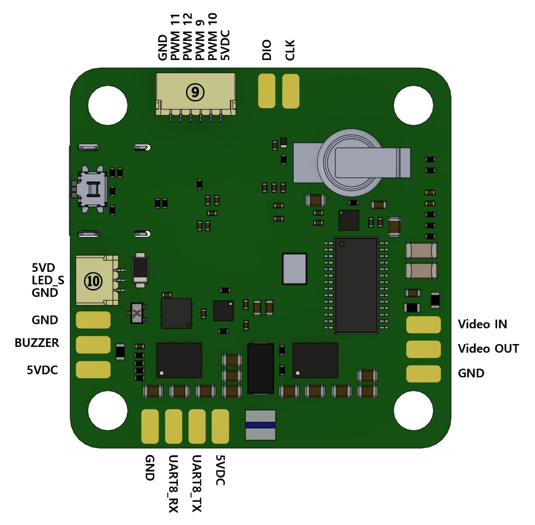 GND
PWM 11
PWM 12
PWM 9
PWM 10
5VDC
DIO
CLK
⑨
5VD
LED_S
GND
⑩
GND
BUZZER
5VDC
Video IN
Video OUT
GND
GND
UART8_RX
UART8_TX
5VDC